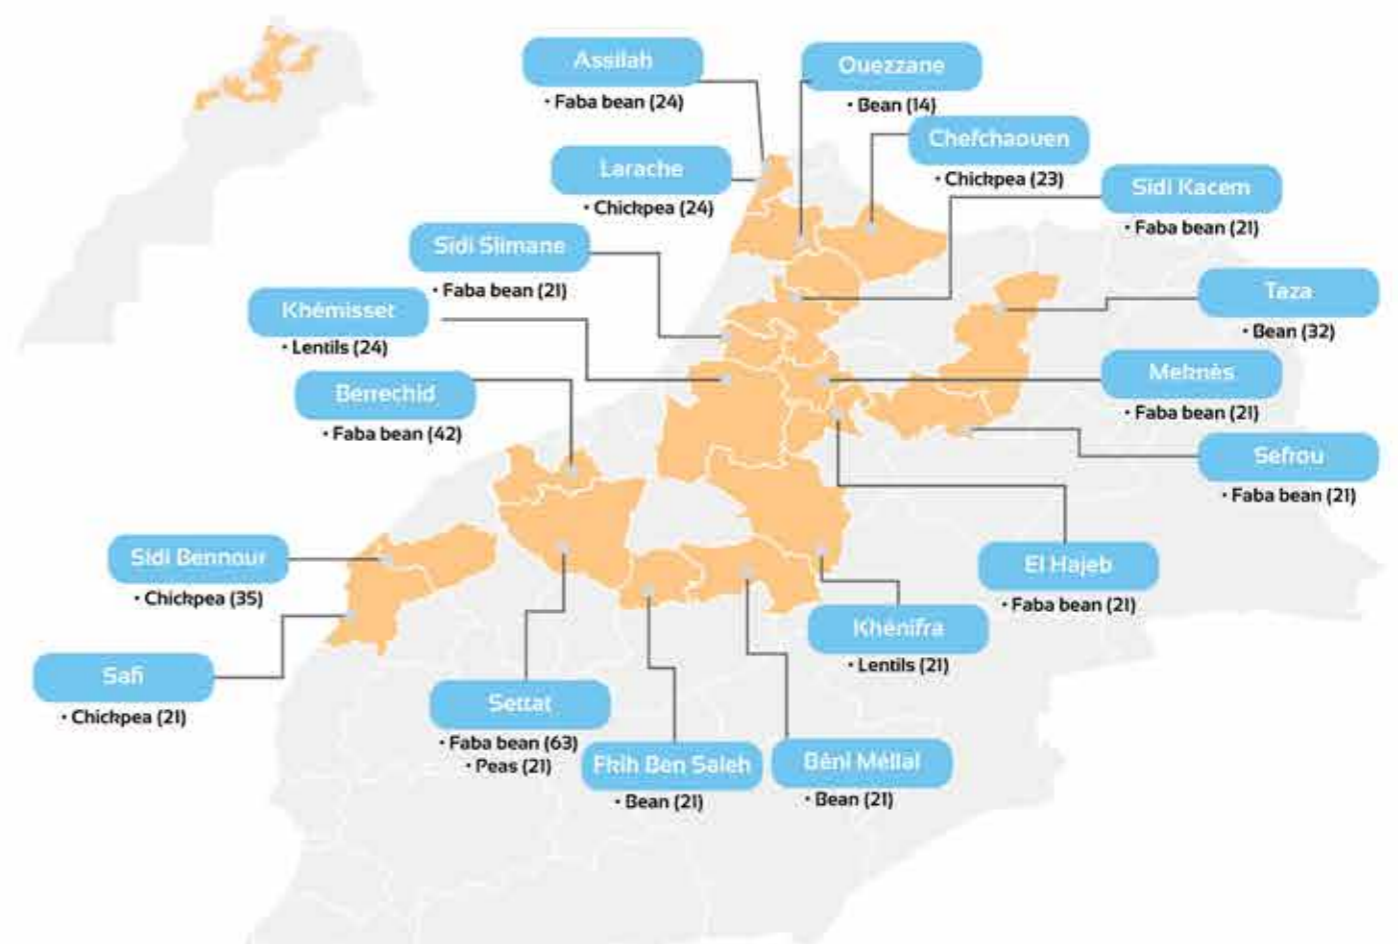 Assilah
• Faba bean (24)
Ouezzane
• Bean (14)
Chefchaouen
• Chickpea (23)
Larache
• Chickpea (24)
Sidi Kacem
• Faba bean (21)
Sidi Slimane
• Faba bean (21)
Khémisset
• Lentils (24)
Taza
• Bean (32)
Berrechid
• Faba bean (42)
Meknès
• Faba bean (21)
Sefrou
• Faba bean (21)
Sidi Bennour
• Chickpea (35)
El Hajeb
• Faba bean (21)
Khénifra
• Lentils (21)
Safi
• Chickpea (21)
Settat
• Faba bean (63)
• Peas (21)
Fkih Ben Saleh
• Bean (21)
Béni Méllal
• Bean (21)